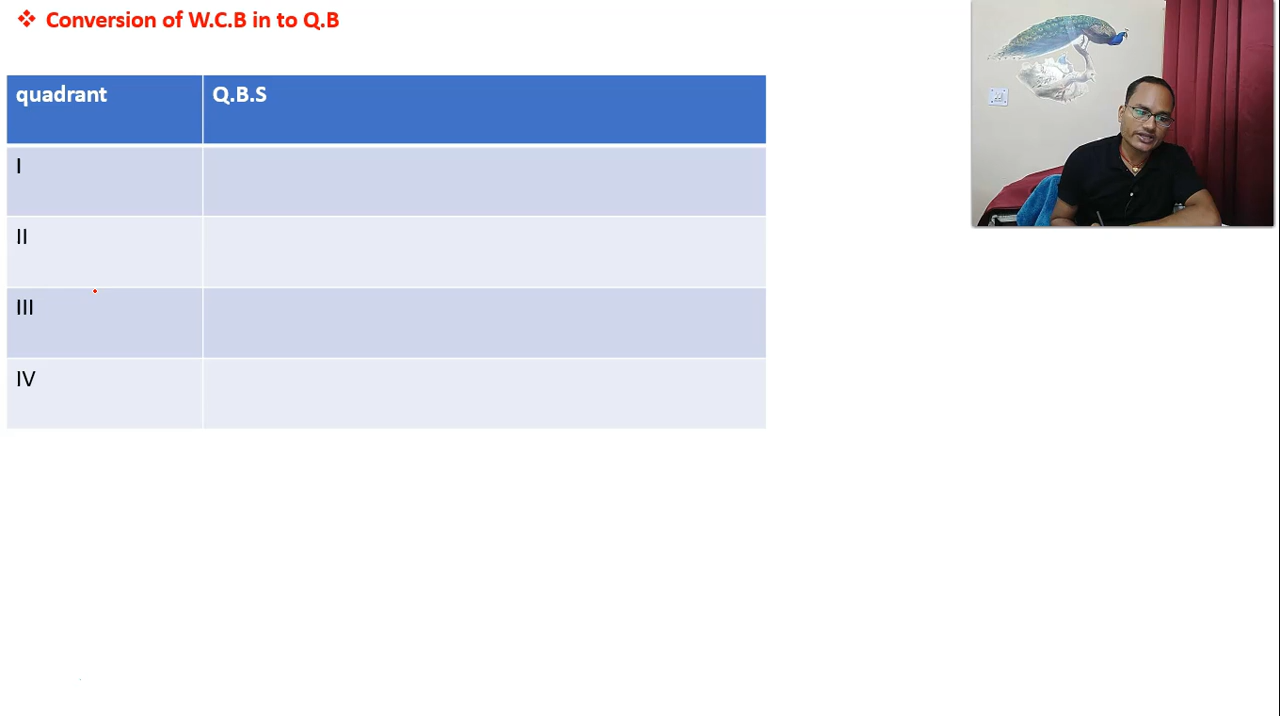 ❖ Conversion of W.C.B in to Q.B
quadrant Q.B.S
I
II
III
IV